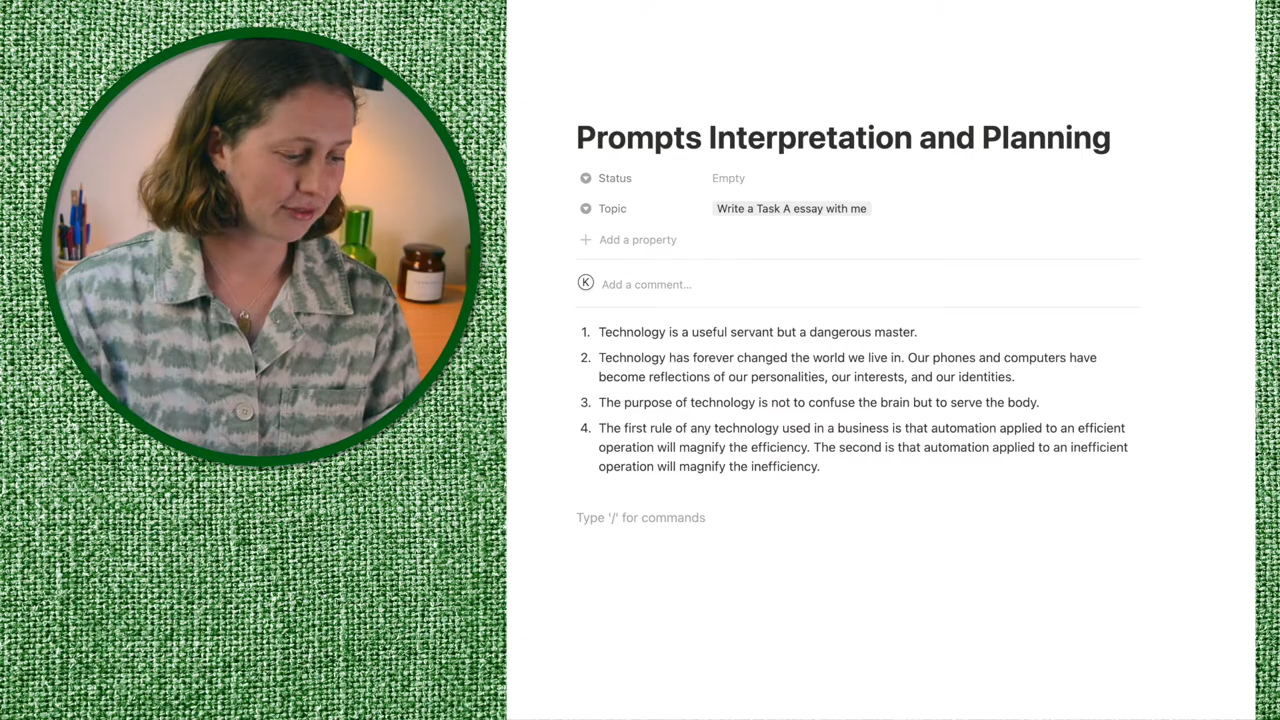 Prompts Interpretation and Planning
Status Empty
Topic Write a Task A essay with me
Add a property
K Add a comment...
1. Technology is a useful servant but a dangerous master.
2. Technology has forever changed the world we live in. Our phones and computers have
become reflections of our personalities, our interests, and our identities.
3. The purpose of technology is not to confuse the brain but to serve the body.
4. The first rule of any technology used in a business is that automation applied to an efficient
operation will magnify the efficiency. The second is that automation applied to an inefficient
operation will magnify the inefficiency.
Type '/' for commands